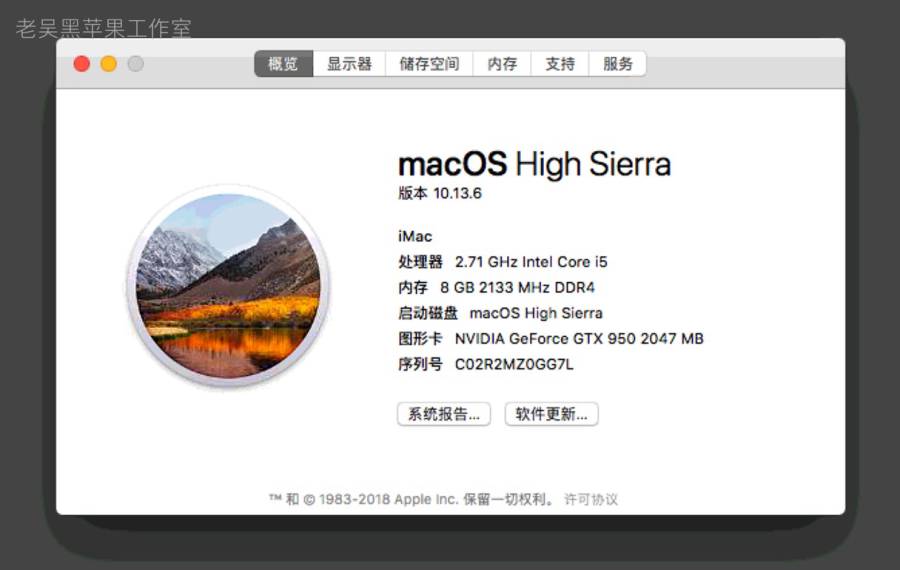 老吴黑苹果工作室
概览 显示器 储存空间 内存 支持 服务
macOS High Sierra
版本 10.13.6
iMac
处理器 2.71 GHz Intel Core i5
内存 8 GB 2133 MHz DDR4
启动磁盘 macOS High Sierra
图形卡 NVIDIA GeForce GTX 950 2047 MB
序列号 C02R2MZ0GG7L
系统报告... 软件更新...
™ 和 © 1983-2018 Apple Inc. 保留一切权利。 许可协议